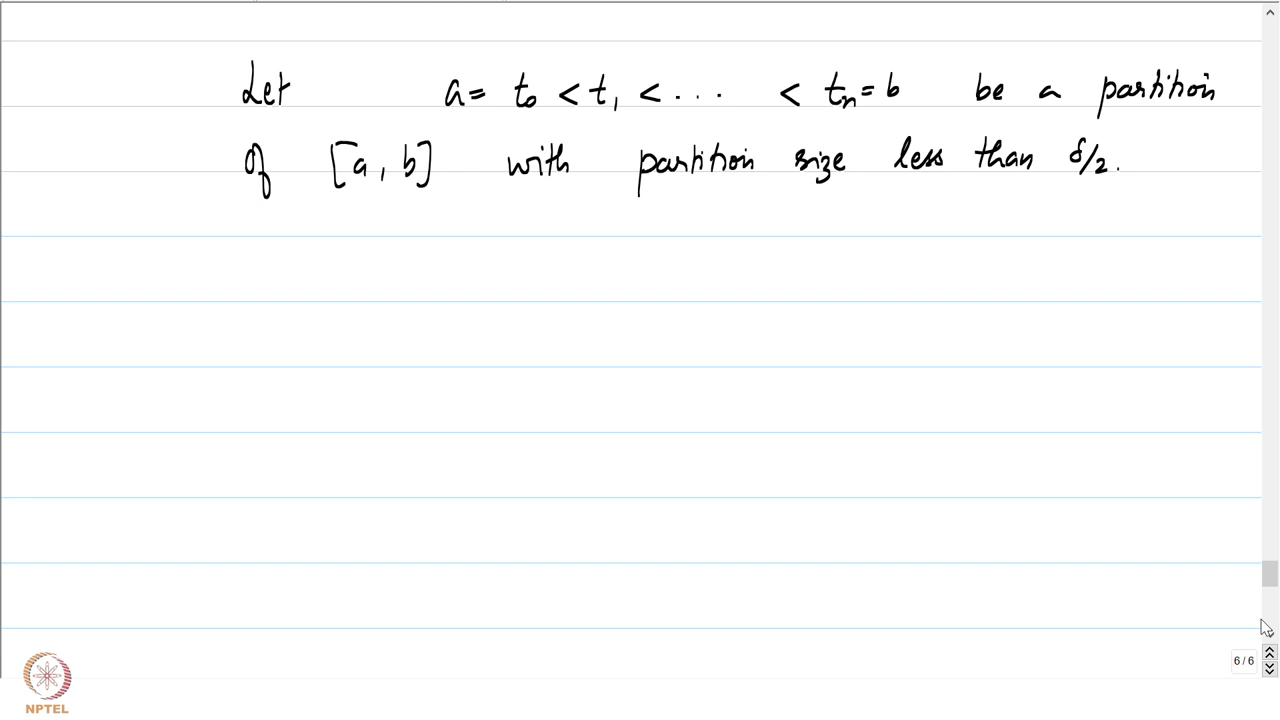 Let a = t₀ < t₁ < ... < tₙ = b be a partition
of [a, b] with partition size less than δ/2.
6 / 6
NPTEL